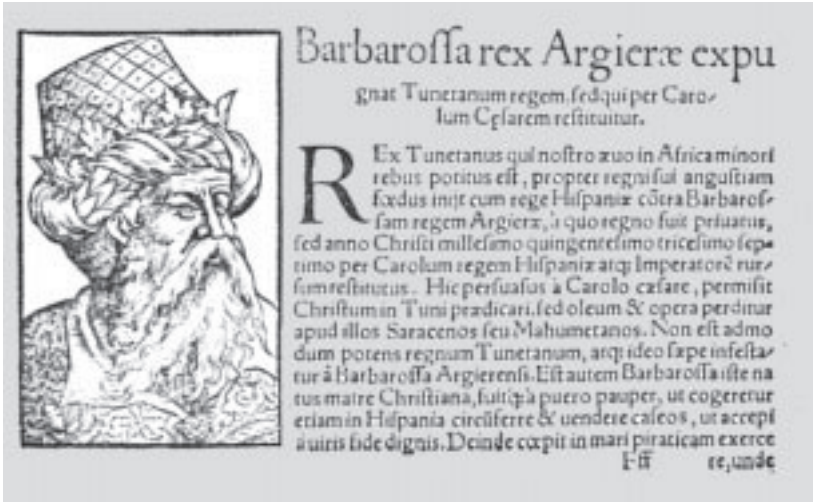 Barbaroſſa rex Argieræ expu
gnat Tunetanum regem, ſed qui per Caro-
lum Cęſarem reſtituitur.
REx Tunetanus qui noſtro æuo in Africa minori
rebus potitus eſt, propter regni ſui anguſtiam
fœdus inijt cum rege Hiſpaniæ cõtra Barbaroſ-
ſam regem Argieræ, à quo regno fuit priuatus,
ſed anno Chriſti milleſimo quingenteſimo triceſimo ſep-
timo per Carolum regem Hiſpaniæ atq; Imperatorẽ rur-
ſum reſtitutus. Hic perſuaſus à Carolo cæſare, permiſit
Chriſtum in Tuni prædicari, ſed oleum & opera perditur
apud illos Saracenos ſeu Mahumetanos. Non eſt admo
dum potens regnum Tunetanum, atq; ideo ſæpe infeſta-
tur à Barbaroſſa Argierenſi. Eſt autem Barbaroſſa iſte na
tus matre Chriſtiana, fuitq; à puero pauper, ut cogeretur
etiam in Hiſpania circũferre & uendere caſeos, ut accepi
à uiris fide dignis. Deinde cœpit in mari piraticam exerce
Fff re, unde